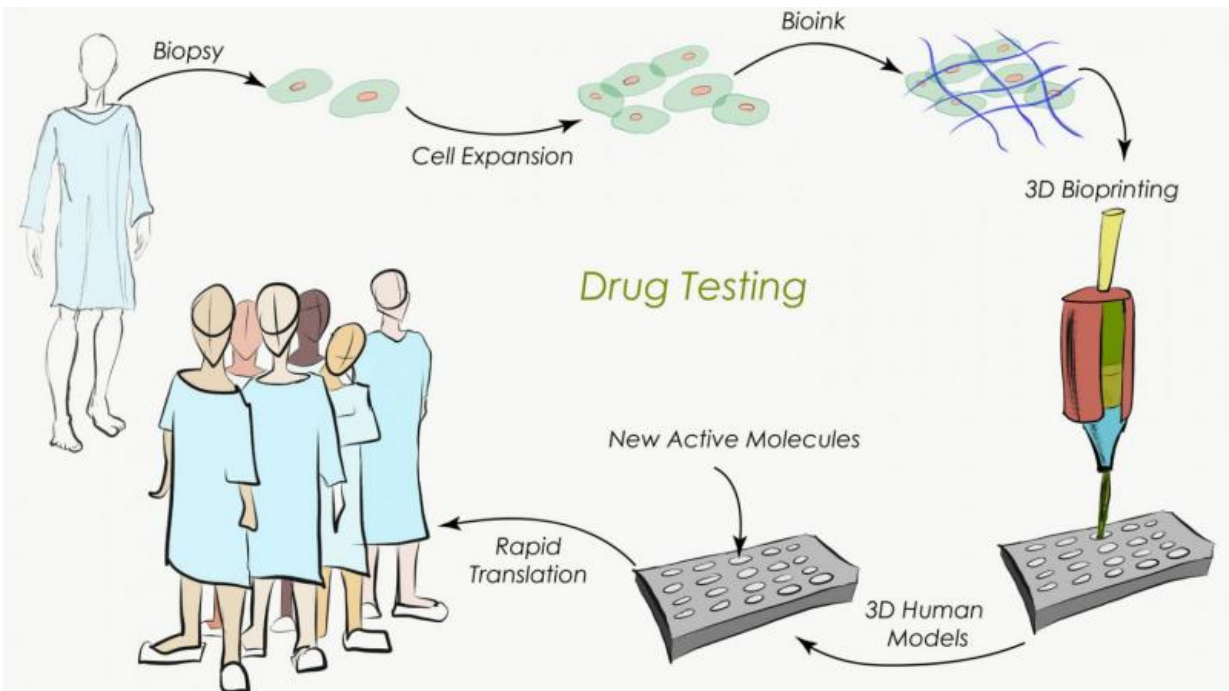 Biopsy
Bioink
Cell Expansion
3D Bioprinting
Drug Testing
New Active Molecules
Rapid
Translation
3D Human
Models